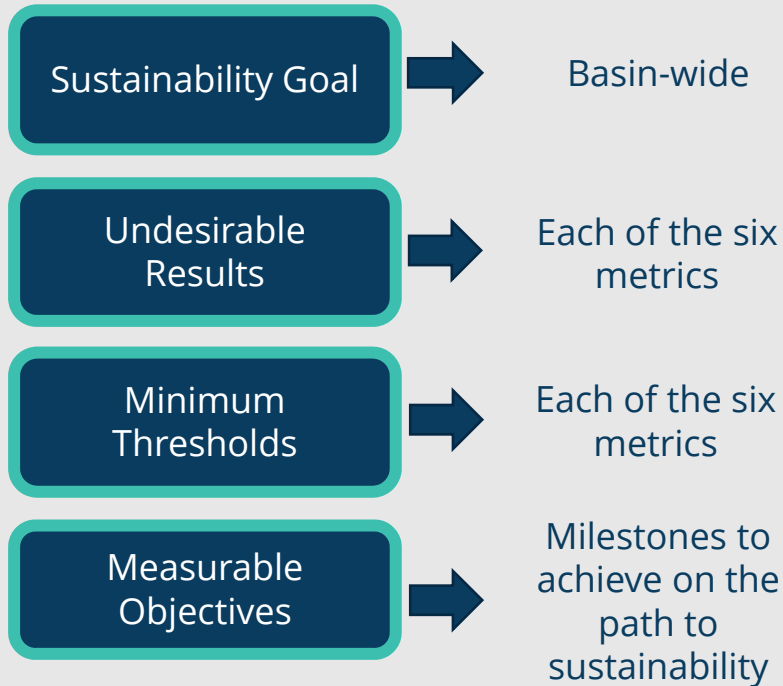 Sustainability Goal
Basin-wide
Undesirable
Results
Each of the six
metrics
Minimum
Thresholds
Each of the six
metrics
Measurable
Objectives
Milestones to
achieve on the
path to
sustainability